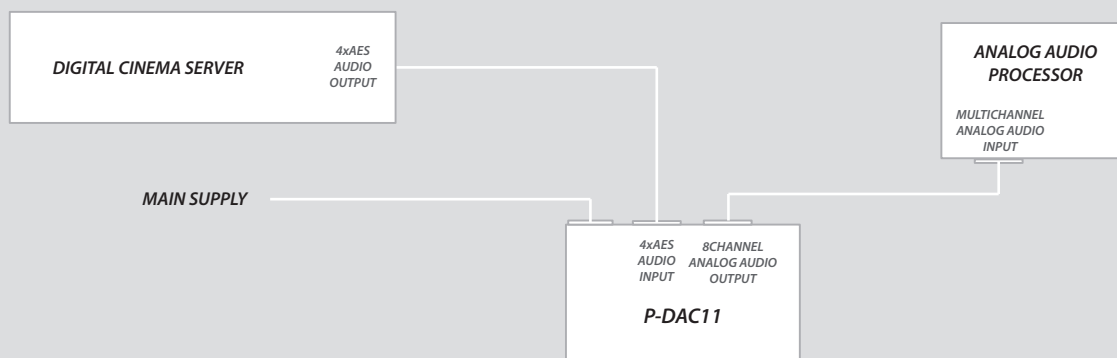 DIGITAL CINEMA SERVER
4xAES
AUDIO
OUTPUT
ANALOG AUDIO
PROCESSOR
MULTICHANNEL
ANALOG AUDIO
INPUT
MAIN SUPPLY
4xAES
AUDIO
INPUT
8CHANNEL
ANALOG AUDIO
OUTPUT
P-DAC11